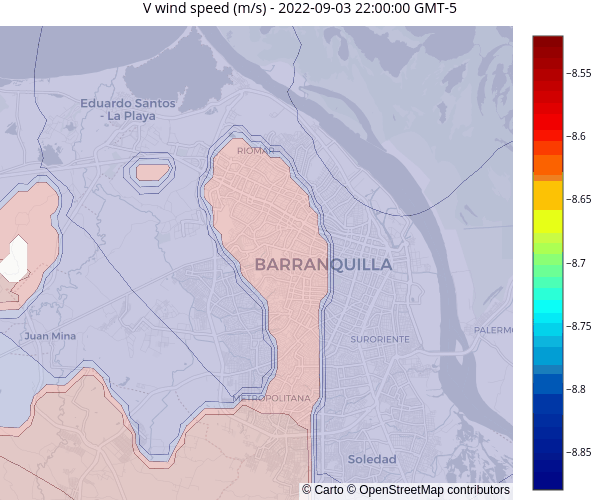 V wind speed (m/s) - 2022-09-03 22:00:00 GMT-5
Eduardo Santos
- La Playa
RIOMAR
BARRANQUILLA
Juan Mina
SURORIENTE
PALERMO
METROPOLITANA
Soledad
© Carto © OpenStreetMap contributors
-8.55
-8.6
-8.65
-8.7
-8.75
-8.8
-8.85